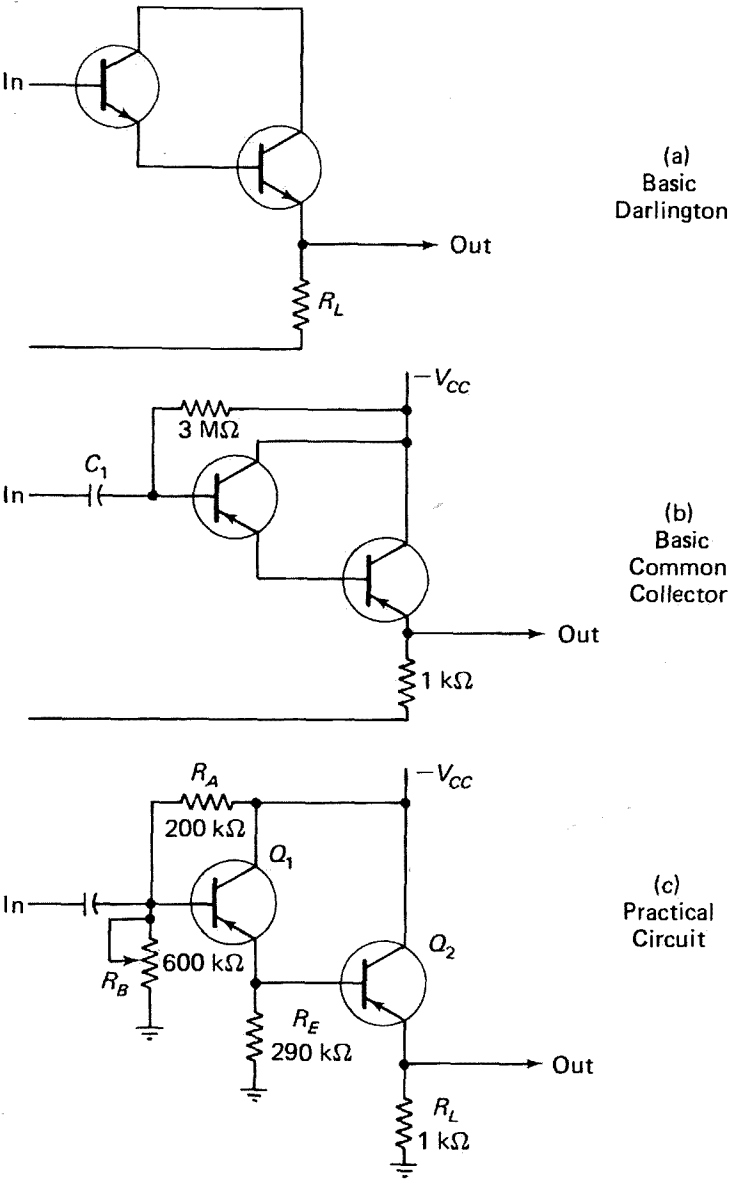 In
(a)
Basic
Darlington
Out
R_L
−V_CC
3 MΩ
C_1
In
(b)
Basic
Common
Collector
Out
1 kΩ
−V_CC
R_A
200 kΩ
Q_1
In
(c)
Practical
Circuit
Q_2
600 kΩ
R_B
R_E
290 kΩ
Out
R_L
1 kΩ